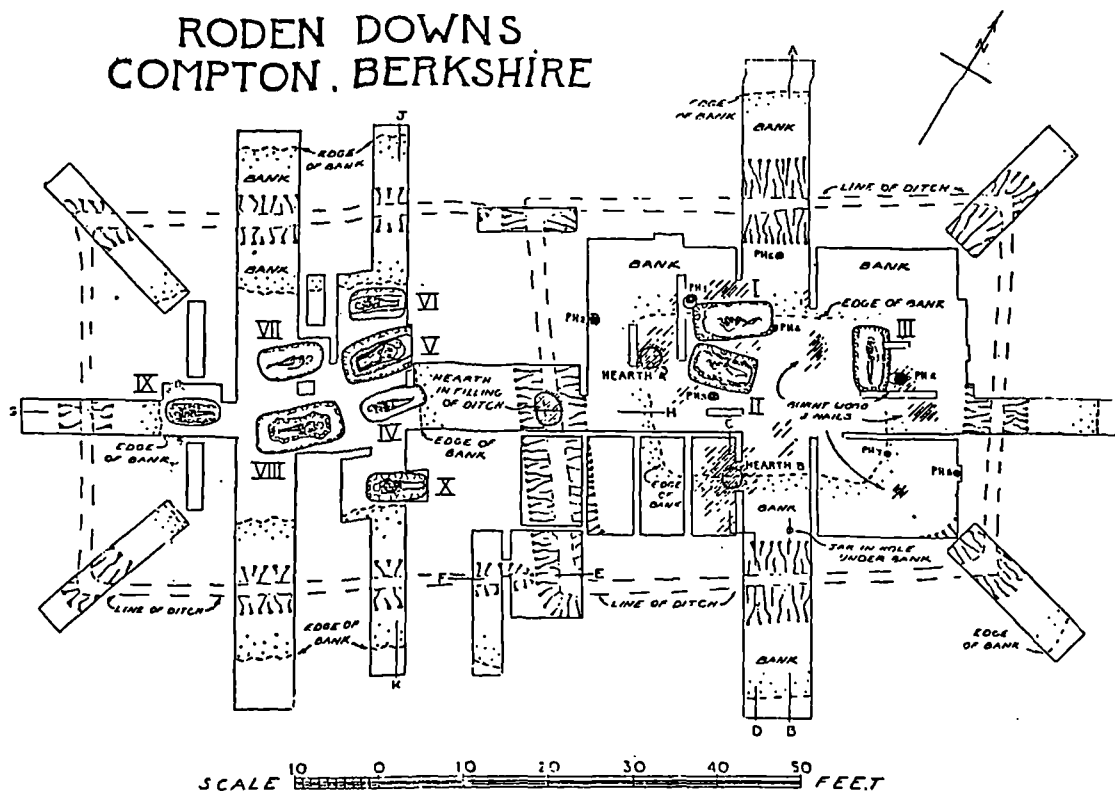 RODEN DOWNS
COMPTON, BERKSHIRE
A
N
J
EDGE
OF BANK
EDGE
OF BANK
BANK
BANK
LINE OF DITCH
BANK
BANK
BANK
EDGE OF BANK
VI
VII
V
PH1
I
PH2
III
HEARTH
HEARTH
IN FILLING
OF DITCH
IX
S
H
II
PH3
C
BURNT WOOD
& NAILS
EDGE
OF BANK
IV
EDGE OF
BANK
VIII
X
EDGE
OF
BANK
HEARTH B
PH7
PH8
BANK
JAR IN HOLE
UNDER BANK
F
E
LINE OF DITCH
LINE OF DITCH
EDGE OF
BANK
EDGE
OF BANK
BANK
K
D B
SCALE 10 0 10 20 30 40 50 FEET